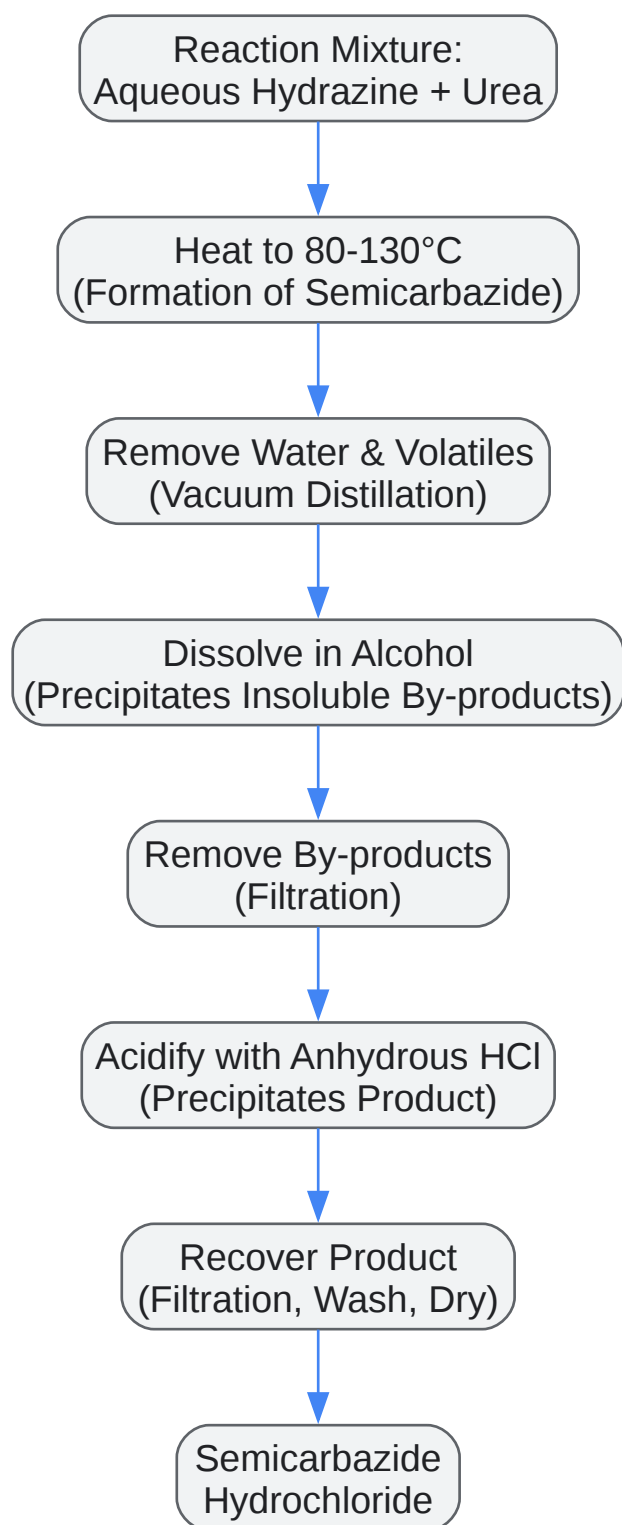 Reaction Mixture:
Aqueous Hydrazine + Urea
Heat to 80-130°C
(Formation of Semicarbazide)
Remove Water & Volatiles
(Vacuum Distillation)
Dissolve in Alcohol
(Precipitates Insoluble By-products)
Remove By-products
(Filtration)
Acidify with Anhydrous HCl
(Precipitates Product)
Recover Product
(Filtration, Wash, Dry)
Semicarbazide
Hydrochloride